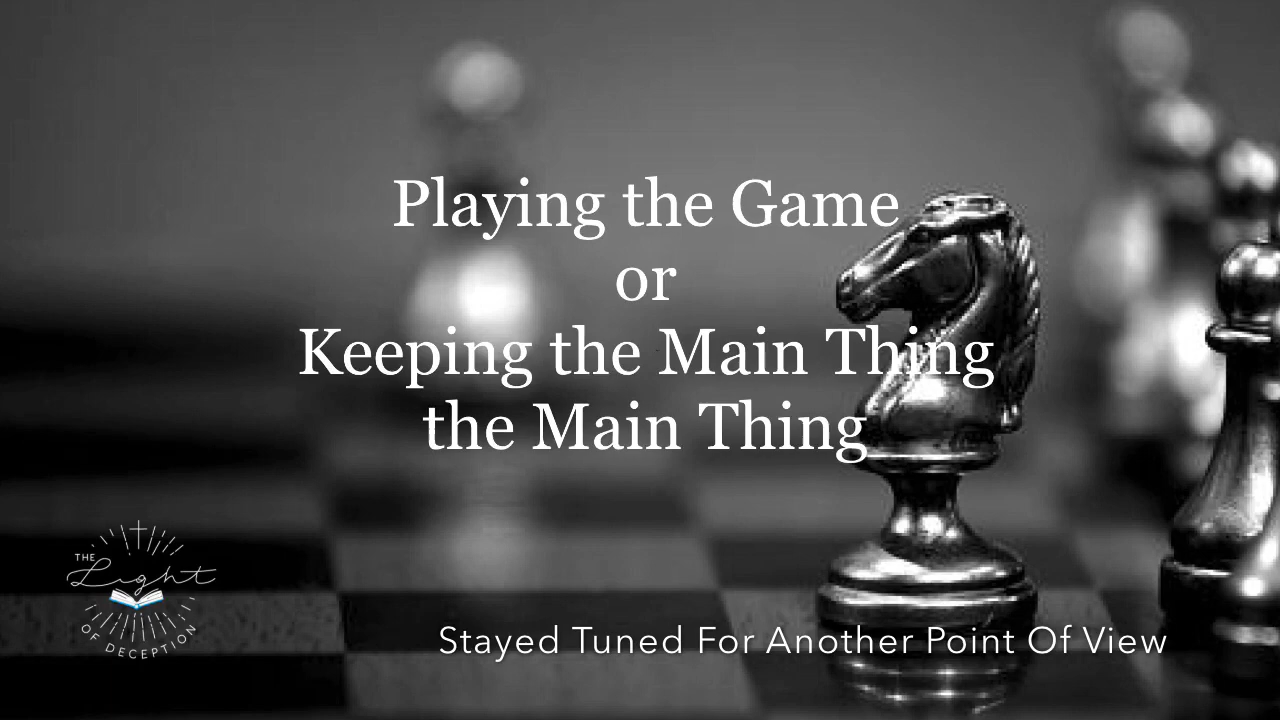 Playing the Game
or
Keeping the Main Thing
the Main Thing
THE
Light
OF DECEPTION
Stayed Tuned For Another Point Of View